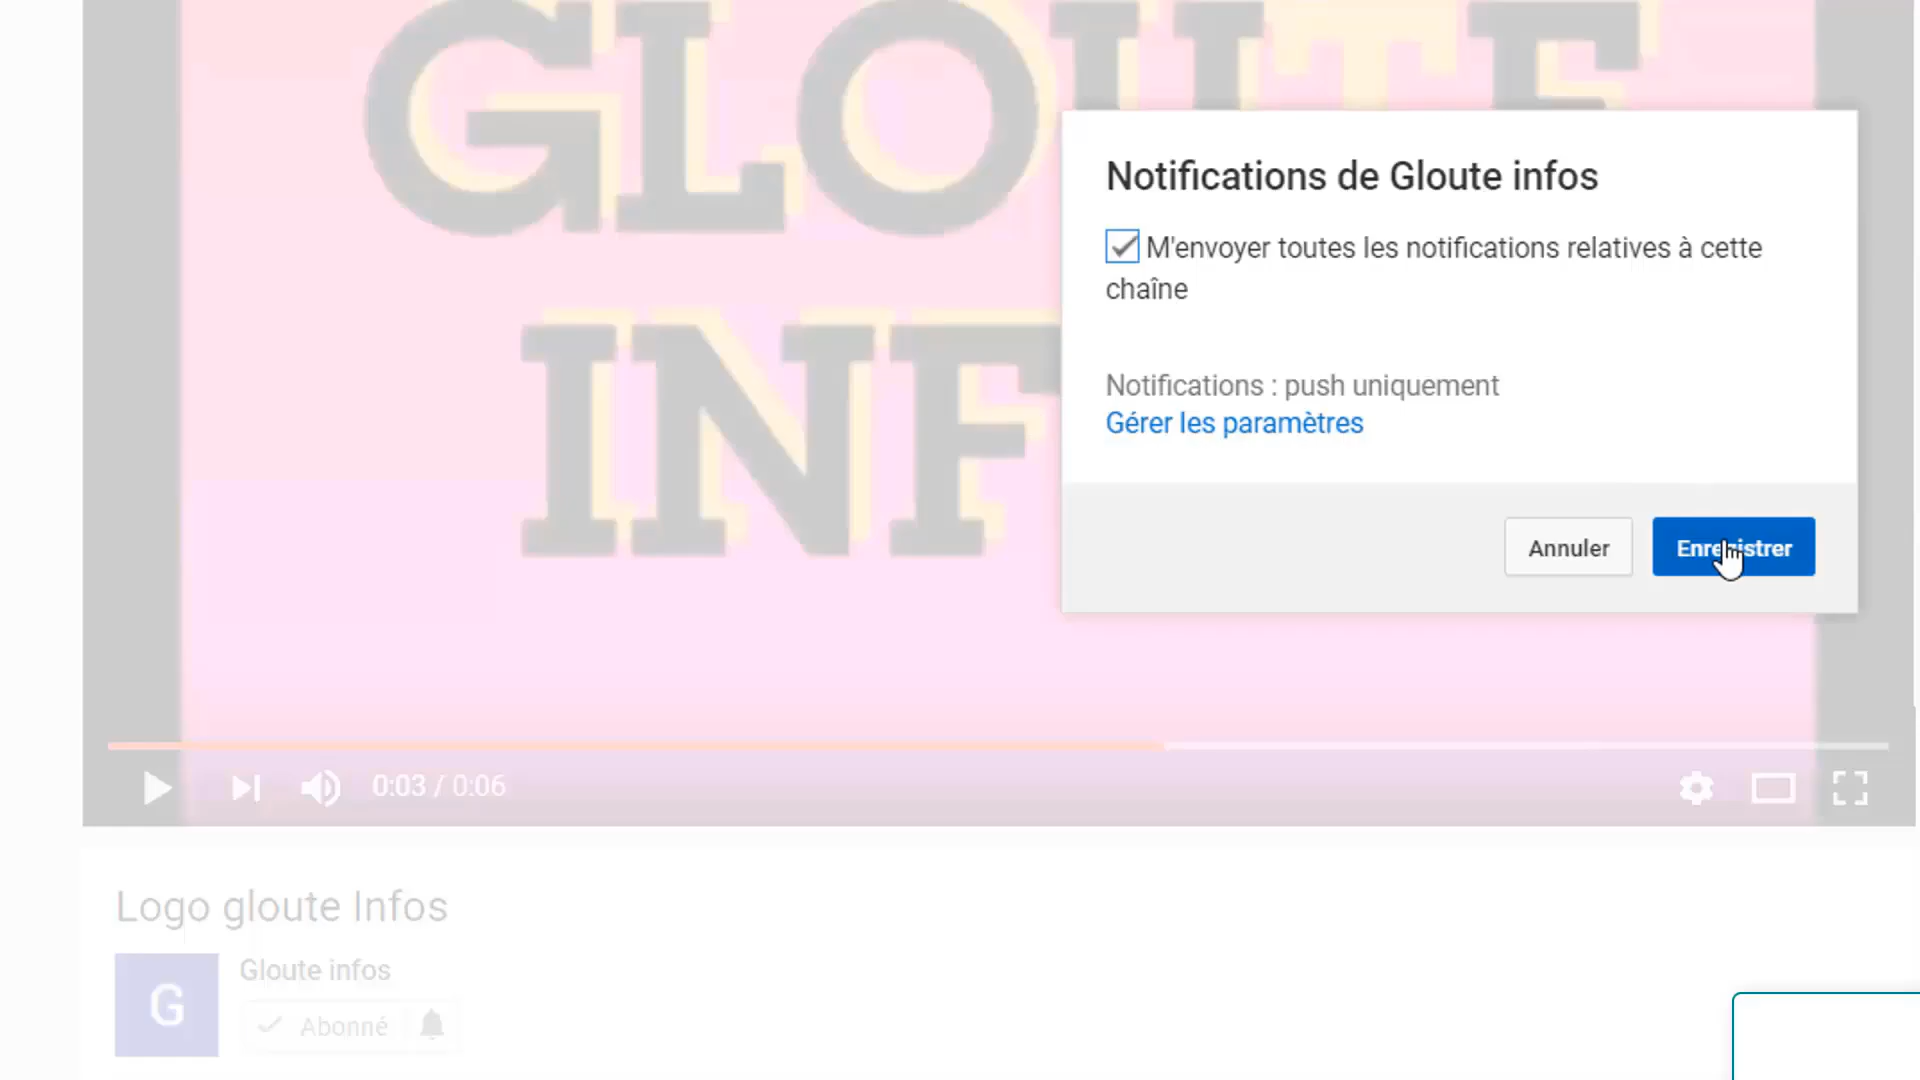 GLOUTE
INF
Notifications de Gloute infos
M'envoyer toutes les notifications relatives à cette
chaîne
Notifications : push uniquement
Gérer les paramètres
Annuler
Enregistrer
0:03 / 0:06
Logo gloute Infos
G
Gloute infos
Abonné